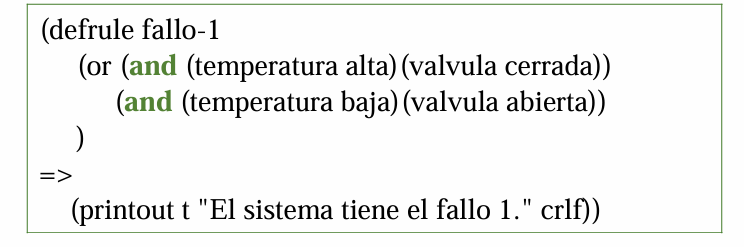 (defrule fallo-1
(or (and (temperatura alta)(valvula cerrada))
(and (temperatura baja)(valvula abierta))
)
=>
(printout t "El sistema tiene el fallo 1." crlf))